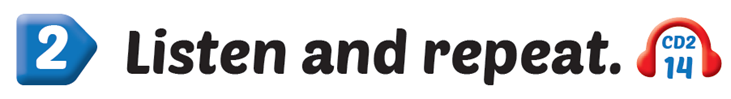 2 Listen and repeat. CD2
14